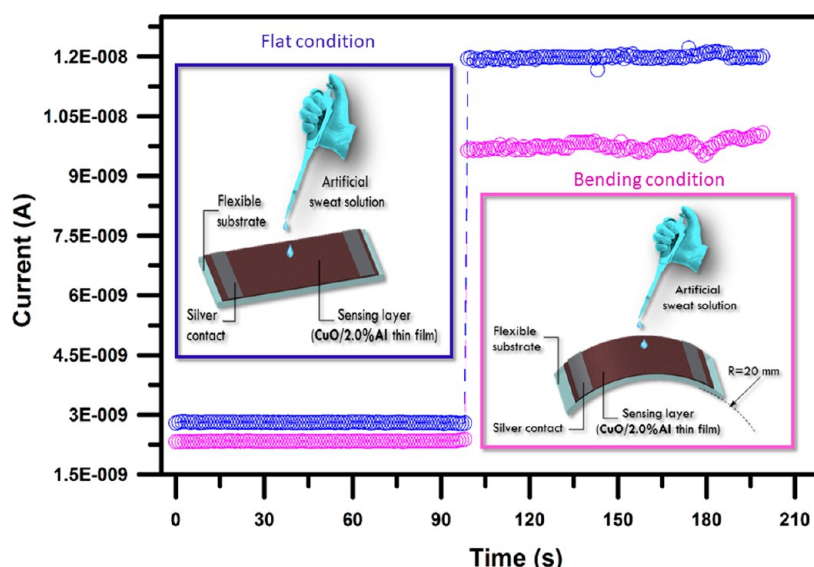 Flat condition
1.2E-008
1.05E-008
9E-009
7.5E-009
6E-009
4.5E-009
3E-009
1.5E-009
Current (A)
Artificial
sweat solution
Flexible
substrate
Silver
contact
Sensing layer
(CuO/2.0%Al thin film)
Bending condition
Artificial
sweat solution
Flexible
substrate
R=20 mm
Silver contact
Sensing layer
(CuO/2.0%Al thin film)
0 30 60 90 120 150 180 210
Time (s)